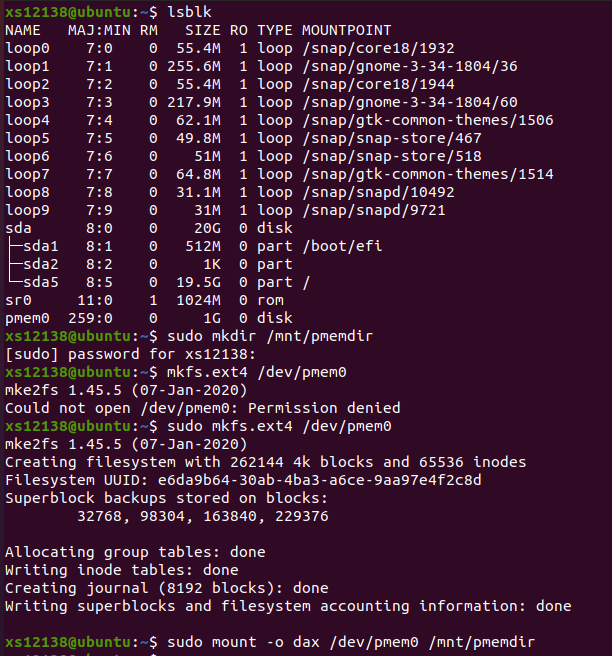 xs12138@ubuntu:~$ lsblk
NAME   MAJ:MIN RM   SIZE RO TYPE MOUNTPOINT
loop0    7:0    0  55.4M  1 loop /snap/core18/1932
loop1    7:1    0 255.6M  1 loop /snap/gnome-3-34-1804/36
loop2    7:2    0  55.4M  1 loop /snap/core18/1944
loop3    7:3    0 217.9M  1 loop /snap/gnome-3-34-1804/60
loop4    7:4    0  62.1M  1 loop /snap/gtk-common-themes/1506
loop5    7:5    0  49.8M  1 loop /snap/snap-store/467
loop6    7:6    0    51M  1 loop /snap/snap-store/518
loop7    7:7    0  64.8M  1 loop /snap/gtk-common-themes/1514
loop8    7:8    0  31.1M  1 loop /snap/snapd/10492
loop9    7:9    0    31M  1 loop /snap/snapd/9721
sda      8:0    0    20G  0 disk
├─sda1   8:1    0   512M  0 part /boot/efi
├─sda2   8:2    0     1K  0 part
└─sda5   8:5    0  19.5G  0 part /
sr0     11:0    1  1024M  0 rom
pmem0  259:0    0     1G  0 disk
xs12138@ubuntu:~$ sudo mkdir /mnt/pmemdir
[sudo] password for xs12138:
xs12138@ubuntu:~$ mkfs.ext4 /dev/pmem0
mke2fs 1.45.5 (07-Jan-2020)
Could not open /dev/pmem0: Permission denied
xs12138@ubuntu:~$ sudo mkfs.ext4 /dev/pmem0
mke2fs 1.45.5 (07-Jan-2020)
Creating filesystem with 262144 4k blocks and 65536 inodes
Filesystem UUID: e6da9b64-30ab-4ba3-a6ce-9aa97e4f2c8d
Superblock backups stored on blocks:
        32768, 98304, 163840, 229376
Allocating group tables: done
Writing inode tables: done
Creating journal (8192 blocks): done
Writing superblocks and filesystem accounting information: done
xs12138@ubuntu:~$ sudo mount -o dax /dev/pmem0 /mnt/pmemdir